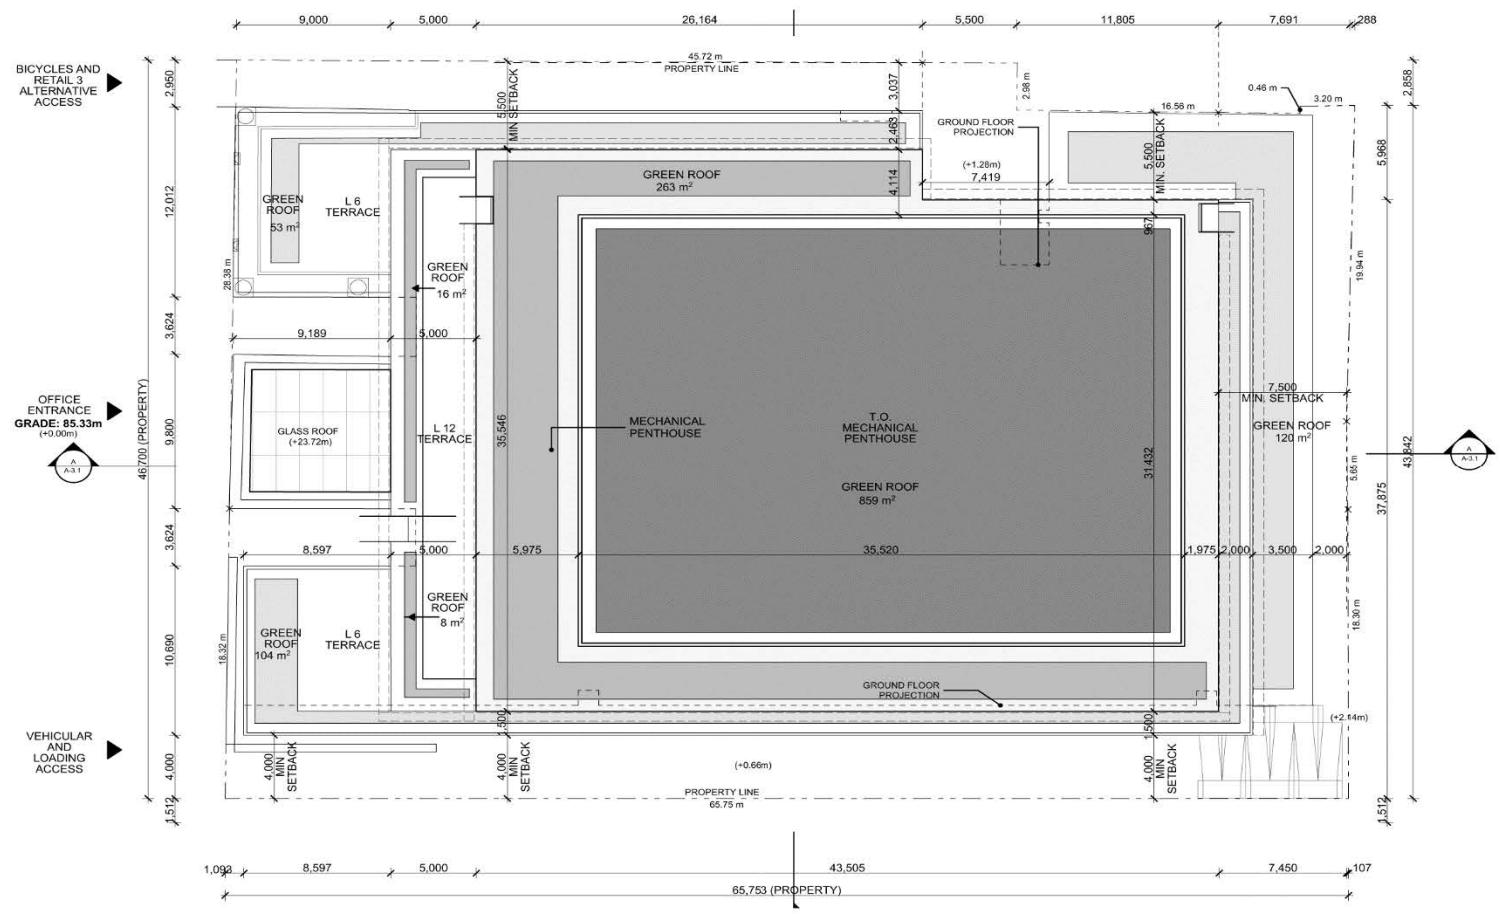 9,000
5,000
26,164
5,500
11,805
7,691
288
BICYCLES AND
RETAIL 3
ALTERNATIVE
ACCESS
2,950
45.72 m
PROPERTY LINE
5,500
MIN SETBACK
3,037
2.98 m
0.46 m
3.20 m
2,858
16.56 m
GROUND FLOOR
PROJECTION
2,463
5,500
MIN. SETBACK
5,968
(+1.28m)
7,419
GREEN ROOF
263 m²
4,114
12,012
GREEN
ROOF
53 m²
L 6
TERRACE
967
28.38 m
GREEN
ROOF
16 m²
19.94 m
3,624
9,189
5,000
7,500
MIN. SETBACK
OFFICE
ENTRANCE
GRADE: 85.33m
(+0.00m)
46,700 (PROPERTY)
9,800
GLASS ROOF
(+23.72m)
L 12
TERRACE
35,546
MECHANICAL
PENTHOUSE
T.O.
MECHANICAL
PENTHOUSE
GREEN ROOF
120 m²
A
A-3.1
31,432
5.65 m
43,842
A
A-3.1
GREEN ROOF
859 m²
37,875
3,624
8,597
5,000
5,975
35,520
1,975
2,000
3,500
2,000
GREEN
ROOF
8 m²
18.30 m
10,690
18.32 m
GREEN
ROOF
104 m²
L 6
TERRACE
GROUND FLOOR
PROJECTION
1,500
1,500
(+2.14m)
VEHICULAR
AND
LOADING
ACCESS
4,000
4,000
MIN
SETBACK
4,000
MIN
SETBACK
(+0.66m)
4,000
MIN
SETBACK
PROPERTY LINE
65.75 m
1,512
1,512
1,093
8,597
5,000
43,505
7,450
107
65,753 (PROPERTY)